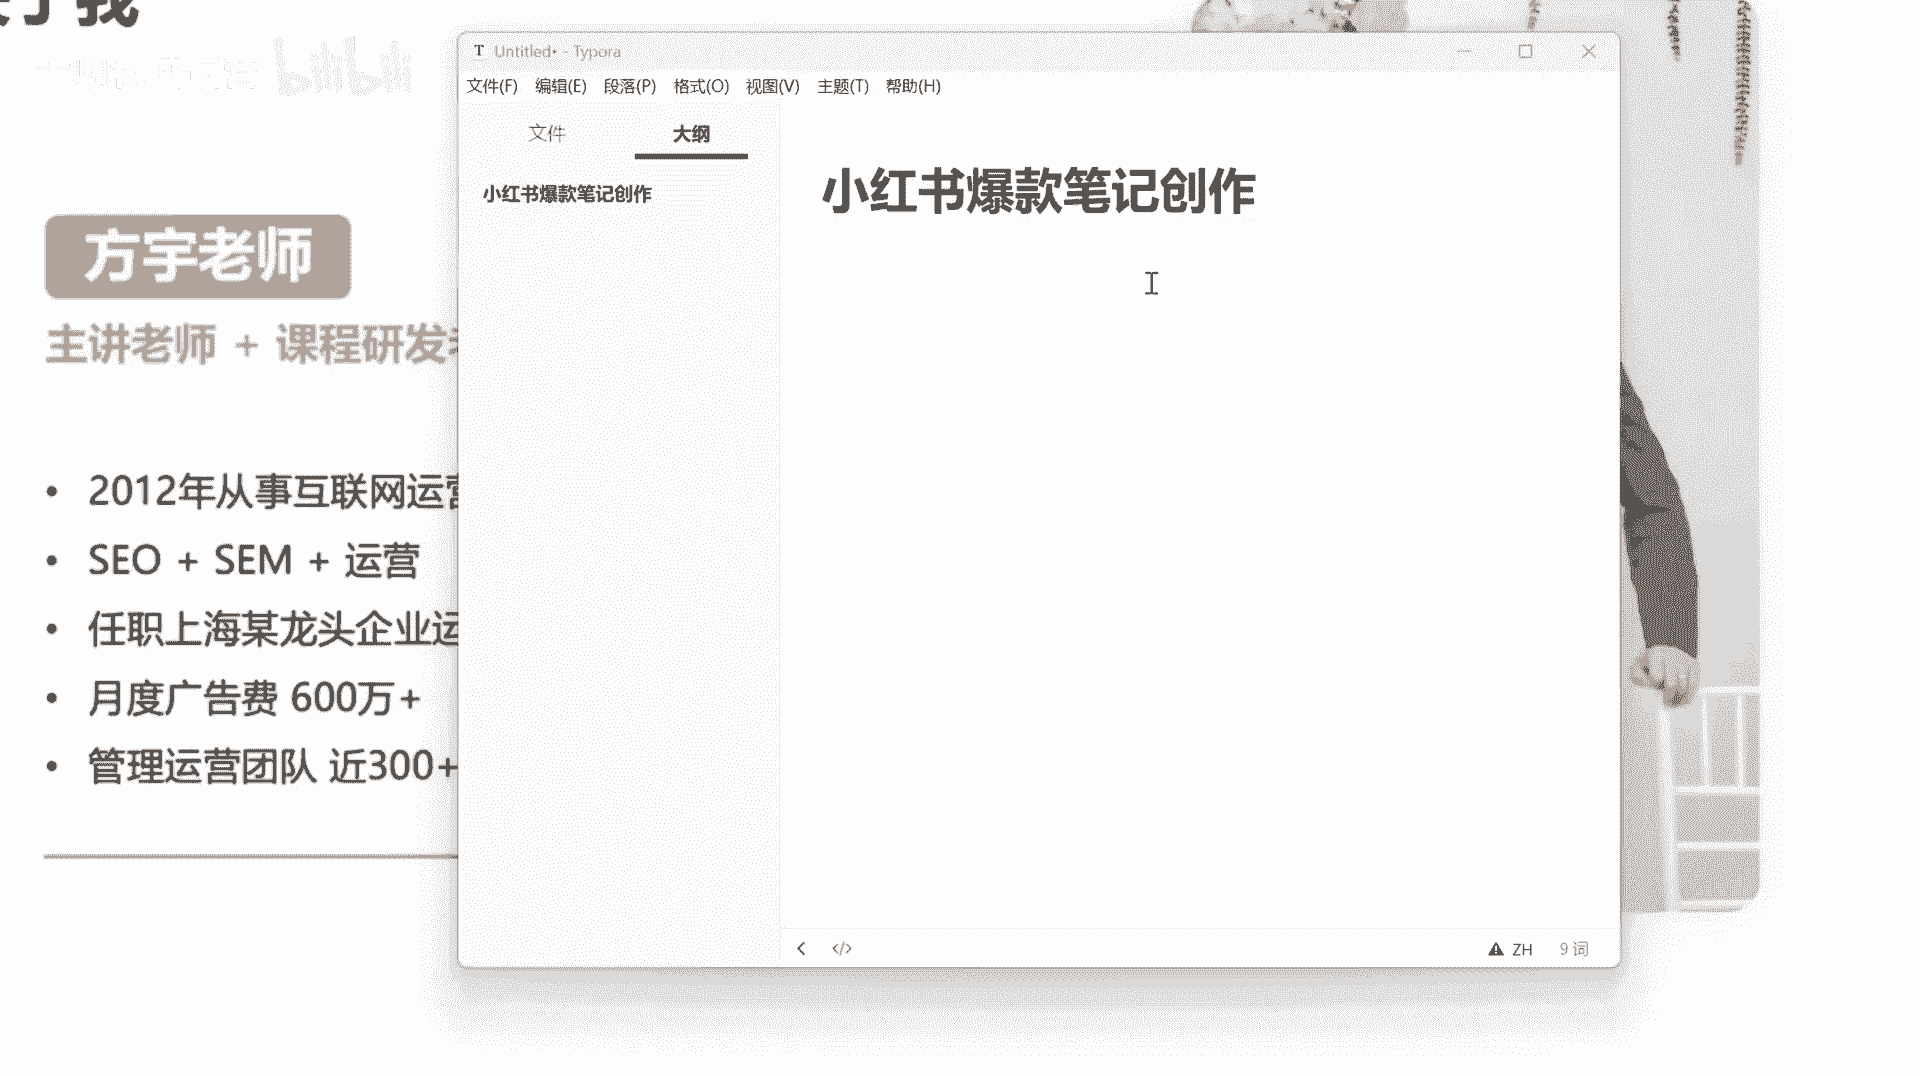 了我
bilibili
T Untitled• - Typora
文件(F) 编辑(E) 段落(P) 格式(O) 视图(V) 主题(T) 帮助(H)
文件 大纲
小红书爆款笔记创作
小红书爆款笔记创作
方宇老师
主讲老师 + 课程研发
2012年从事互联网运营
SEO + SEM + 运营
任职上海某龙头企业运
月度广告费 600万+
管理运营团队 近300+
</> ZH 9 词